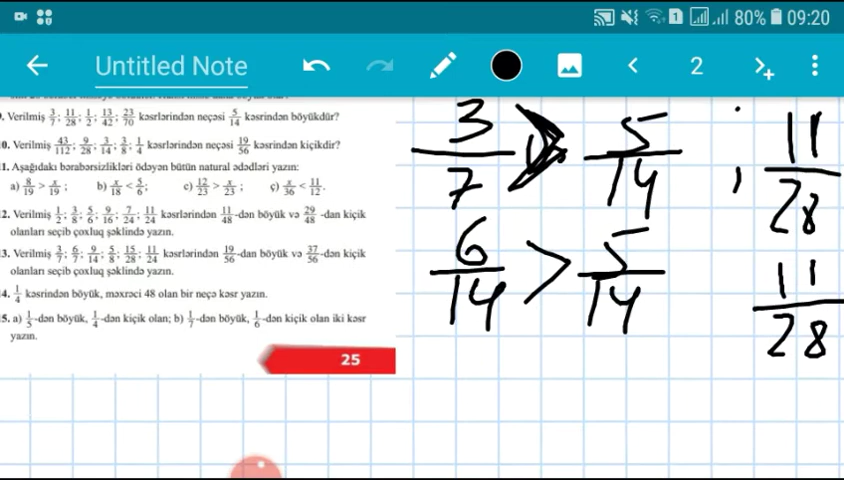 80% 09:20
Untitled Note 2
. Verilmiş 3/7; 11/28; 1/2; 13/42; 23/70 kəsrlərindən neçəsi 5/14 kəsrindən böyükdür?
0. Verilmiş 43/112; 9/28; 3/14; 3/8; 1/4 kəsrlərindən neçəsi 19/56 kəsrindən kiçikdir?
1. Aşağıdakı bərabərsizlikləri ödəyən bütün natural ədədləri yazın:
a) 8/19 > x/19; b) x/18 < 5/6; c) 12/23 > x/23; ç) x/36 < 11/12.
2. Verilmiş 1/2; 3/8; 5/6; 9/16; 7/24; 11/24 kəsrlərindən 11/48-dən böyük və 29/48-dan kiçik
olanları seçib çoxluq şəklində yazın.
3. Verilmiş 3/7; 6/7; 9/14; 5/8; 15/28; 11/24 kəsrlərindən 19/56-dan böyük və 37/56-dən kiçik
olanları seçib çoxluq şəklində yazın.
4. 1/4 kəsrindən böyük, məxrəci 48 olan bir neçə kəsr yazın.
5. a) 1/5-dən böyük, 1/4-dən kiçik olan; b) 1/7-dən böyük, 1/6-dən kiçik olan iki kəsr
yazın.
25
3/7 > 5/14 ; 11/28
6/14 > 5/14 11/28